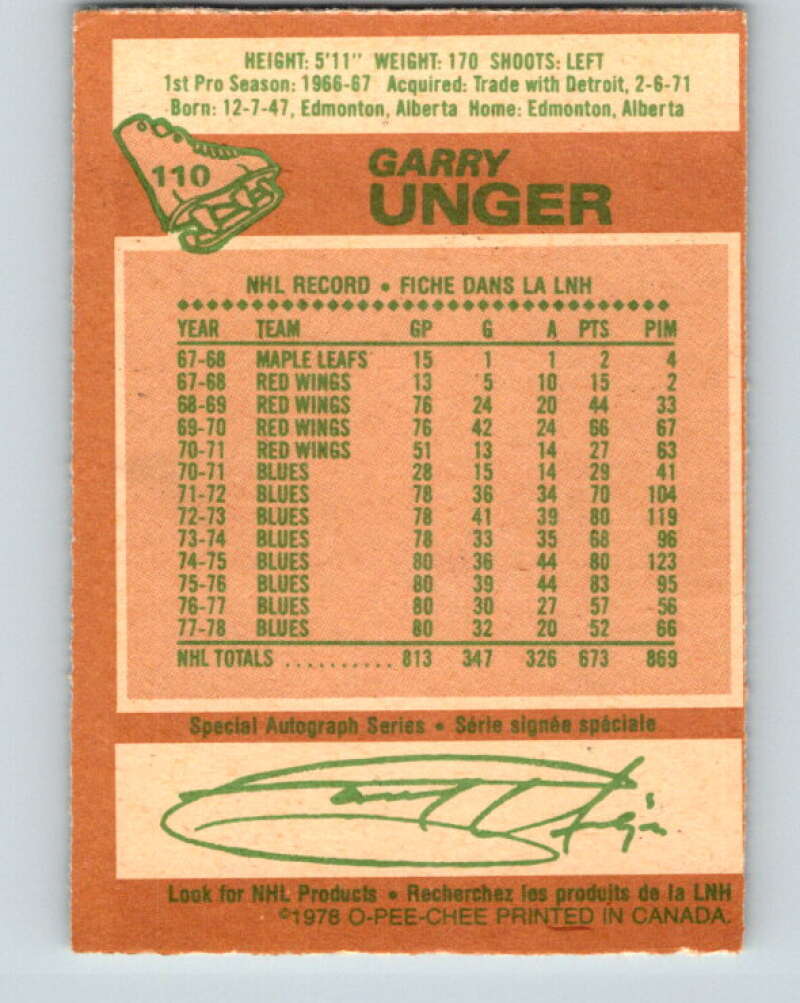 HEIGHT: 5'11" WEIGHT: 170 SHOOTS: LEFT
1st Pro Season: 1966-67 Acquired: Trade with Detroit, 2-6-71
Born: 12-7-47, Edmonton, Alberta Home: Edmonton, Alberta
110
GARRY
UNGER
NHL RECORD • FICHE DANS LA LNH
YEAR TEAM GP G A PTS PIM
67-68 MAPLE LEAFS 15 1 1 2 4
67-68 RED WINGS 13 5 10 15 2
68-69 RED WINGS 76 24 20 44 33
69-70 RED WINGS 76 42 24 66 67
70-71 RED WINGS 51 13 14 27 63
70-71 BLUES 28 15 14 29 41
71-72 BLUES 78 36 34 70 104
72-73 BLUES 78 41 39 80 119
73-74 BLUES 78 33 35 68 96
74-75 BLUES 80 36 44 80 123
75-76 BLUES 80 39 44 83 95
76-77 BLUES 80 30 27 57 56
77-78 BLUES 80 32 20 52 66
NHL TOTALS .......... 813 347 326 673 869
Special Autograph Series • Série signée spéciale
Look for NHL Products • Recherchez les produits de la LNH
©1978 O-PEE-CHEE PRINTED IN CANADA.